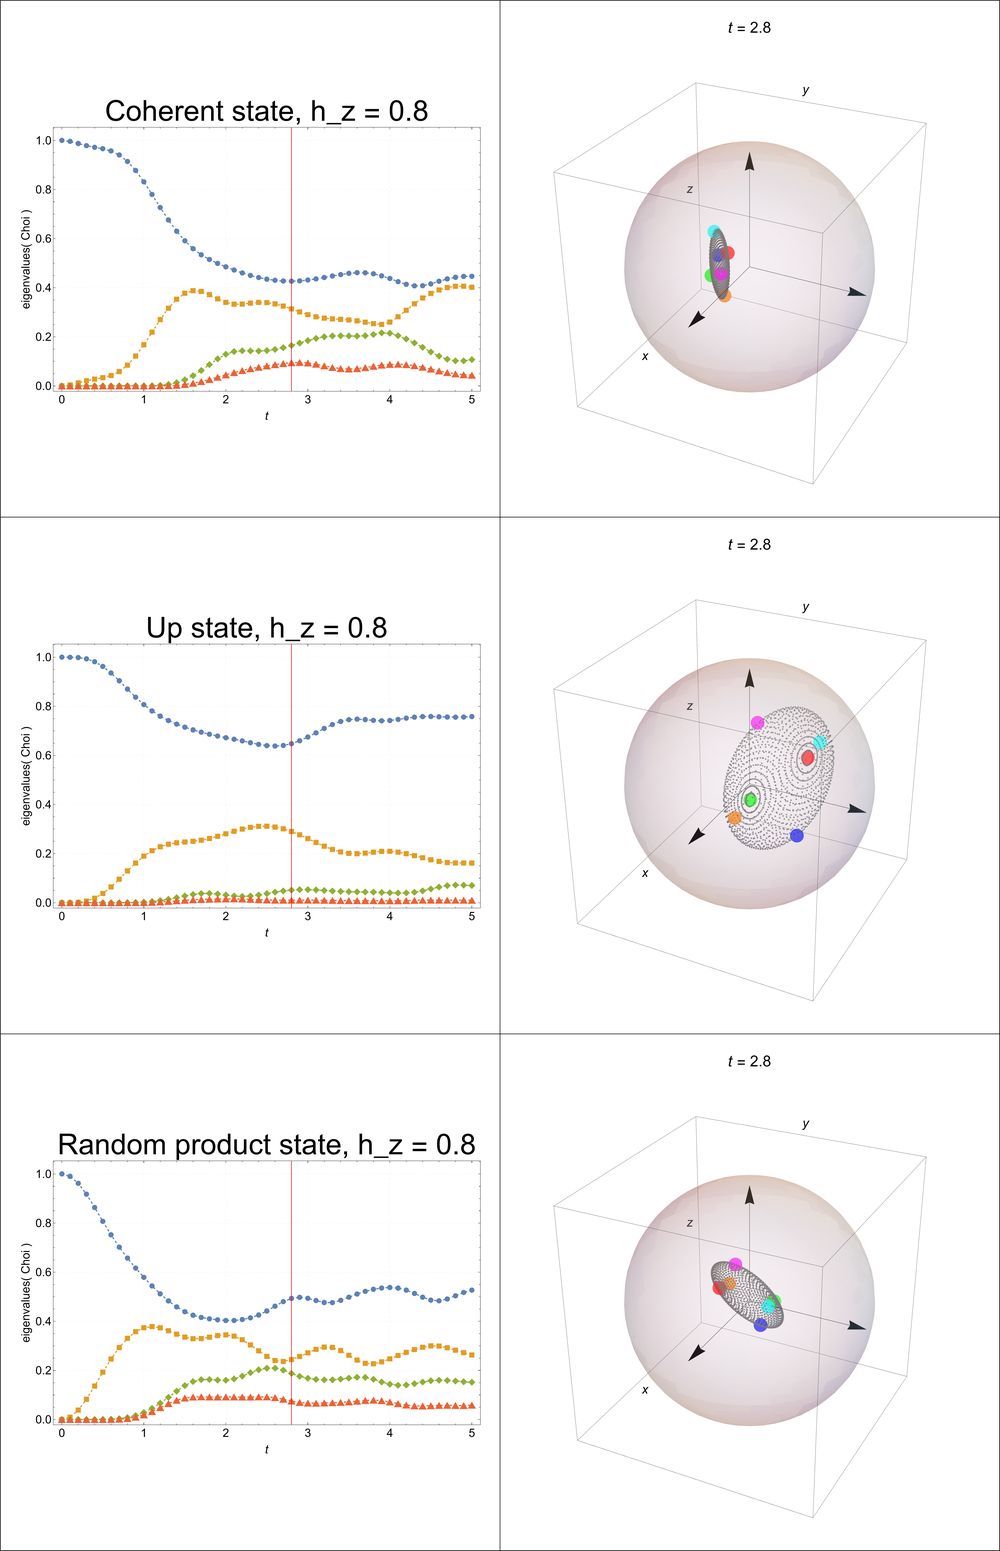 t = 2.8
Coherent state, h_z = 0.8
eigenvalues( Choi )
1.0
0.8
0.6
0.4
0.2
0.0
0 1 2 3 4 5
t
y
z
x
t = 2.8
Up state, h_z = 0.8
eigenvalues( Choi )
1.0
0.8
0.6
0.4
0.2
0.0
0 1 2 3 4 5
t
y
z
x
t = 2.8
Random product state, h_z = 0.8
eigenvalues( Choi )
1.0
0.8
0.6
0.4
0.2
0.0
0 1 2 3 4 5
t
y
z
x